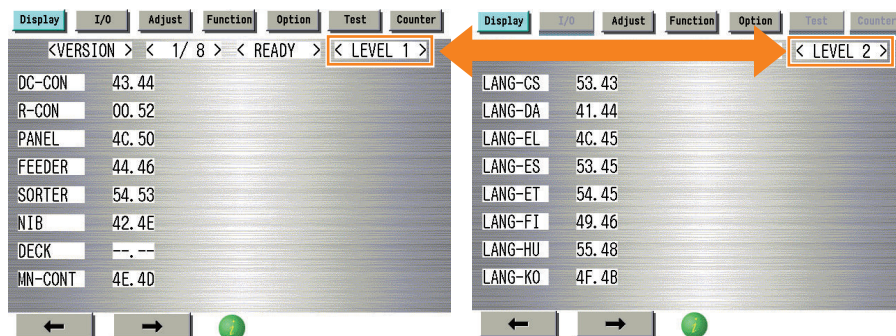 Display I/O Adjust Function Option Test Counter
<VERSION > < 1/ 8 > < READY > < LEVEL 1 >
DC-CON 43.44
R-CON 00.52
PANEL 4C.50
FEEDER 44.46
SORTER 54.53
NIB 42.4E
DECK --.--
MN-CONT 4E.4D
← → i
Display I/O Adjust Function Option Test Counter
< LEVEL 2 >
LANG-CS 53.43
LANG-DA 41.44
LANG-EL 4C.45
LANG-ES 53.45
LANG-ET 54.45
LANG-FI 49.46
LANG-HU 55.48
LANG-KO 4F.4B
← → i